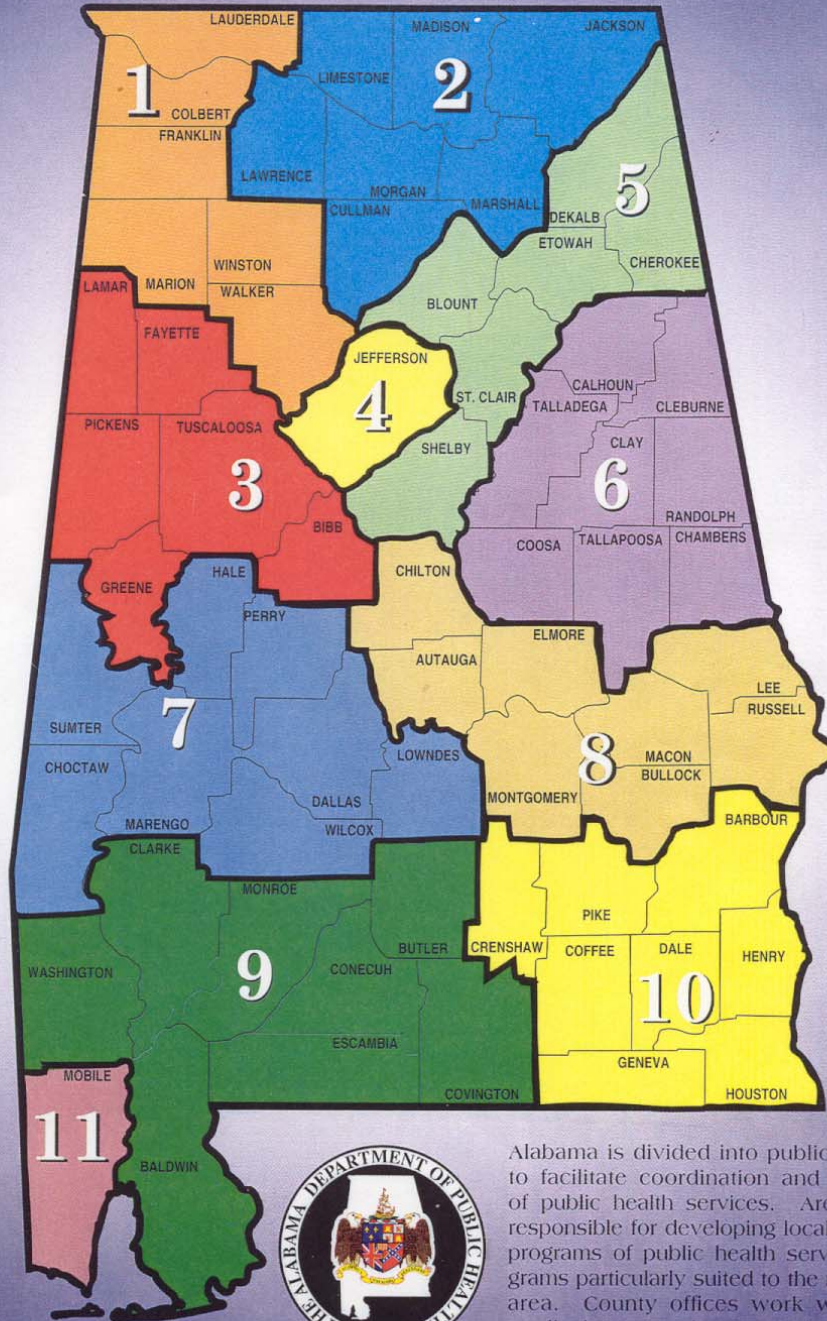 LAUDERDALE
MADISON
JACKSON
LIMESTONE
1
2
COLBERT
FRANKLIN
LAWRENCE
MORGAN
CULLMAN
MARSHALL
5
DEKALB
ETOWAH
CHEROKEE
WINSTON
MARION
WALKER
LAMAR
BLOUNT
FAYETTE
JEFFERSON
4
ST. CLAIR
CALHOUN
TALLADEGA
CLEBURNE
PICKENS
TUSCALOOSA
SHELBY
CLAY
3
6
BIBB
RANDOLPH
COOSA
TALLAPOOSA
CHAMBERS
GREENE
HALE
CHILTON
PERRY
ELMORE
AUTAUGA
LEE
RUSSELL
SUMTER
7
CHOCTAW
LOWNDES
8
MACON
BULLOCK
MONTGOMERY
DALLAS
MARENGO
WILCOX
BARBOUR
CLARKE
MONROE
PIKE
BUTLER
CRENSHAW
COFFEE
DALE
HENRY
WASHINGTON
9
CONECUH
10
ESCAMBIA
GENEVA
MOBILE
COVINGTON
HOUSTON
11
BALDWIN
THE ALABAMA DEPARTMENT OF PUBLIC HEALTH
Alabama is divided into public
to facilitate coordination and
of public health services. Are
responsible for developing local
programs of public health serv
grams particularly suited to the
area. County offices work w